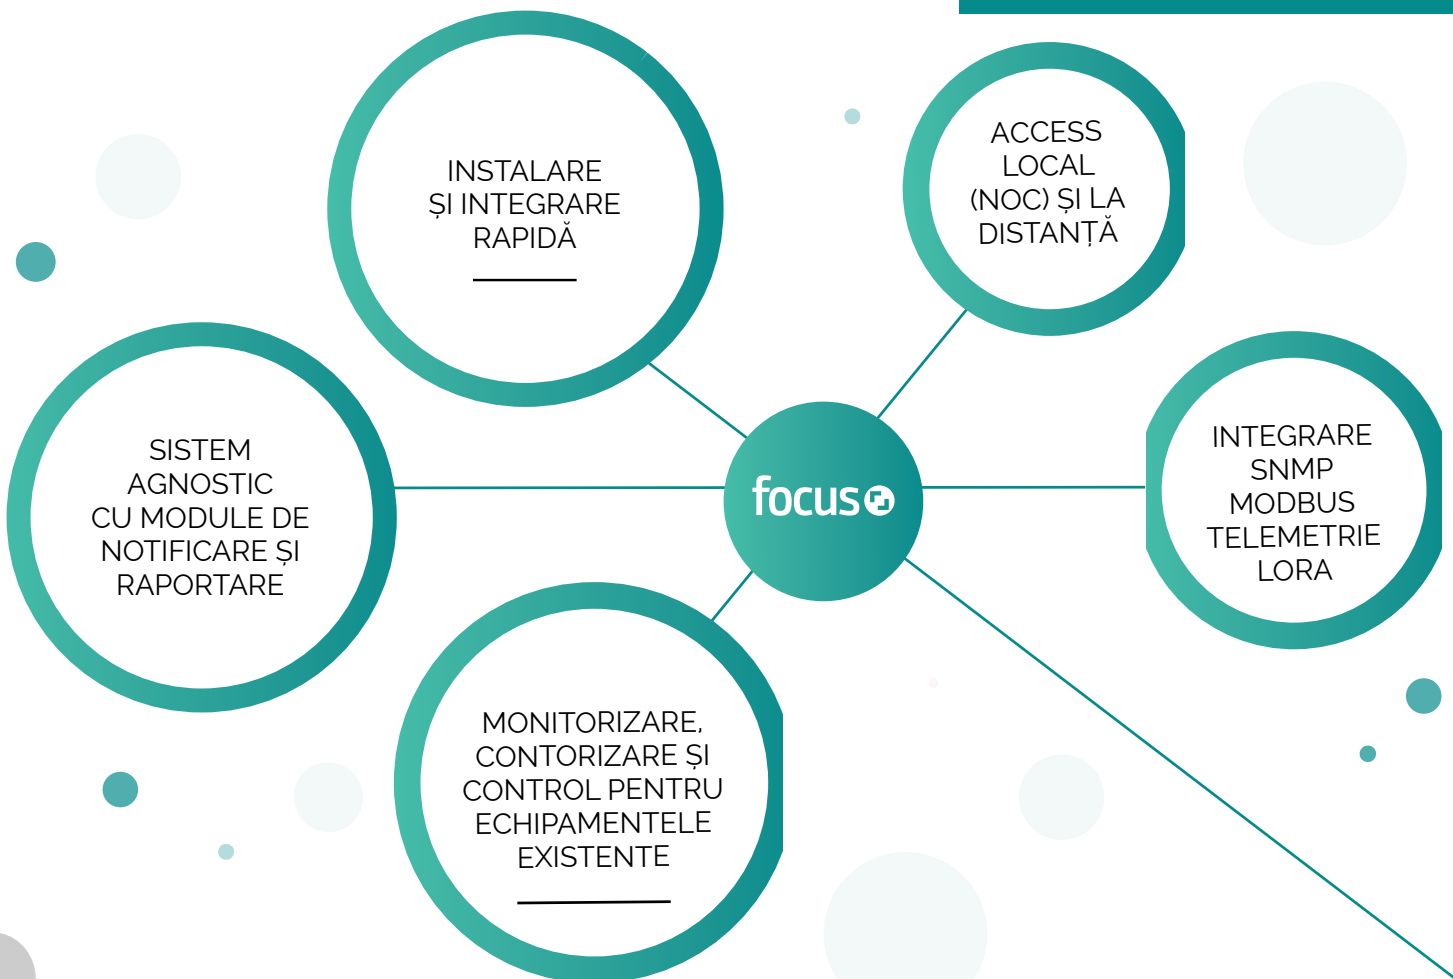 INSTALARE
ȘI INTEGRARE
RAPIDĂ
ACCESS
LOCAL
(NOC) ȘI LA
DISTANȚĂ
SISTEM
AGNOSTIC
CU MODULE DE
NOTIFICARE ȘI
RAPORTARE
focus
INTEGRARE
SNMP
MODBUS
TELEMETRIE
LORA
MONITORIZARE,
CONTORIZARE ȘI
CONTROL PENTRU
ECHIPAMENTELE
EXISTENTE